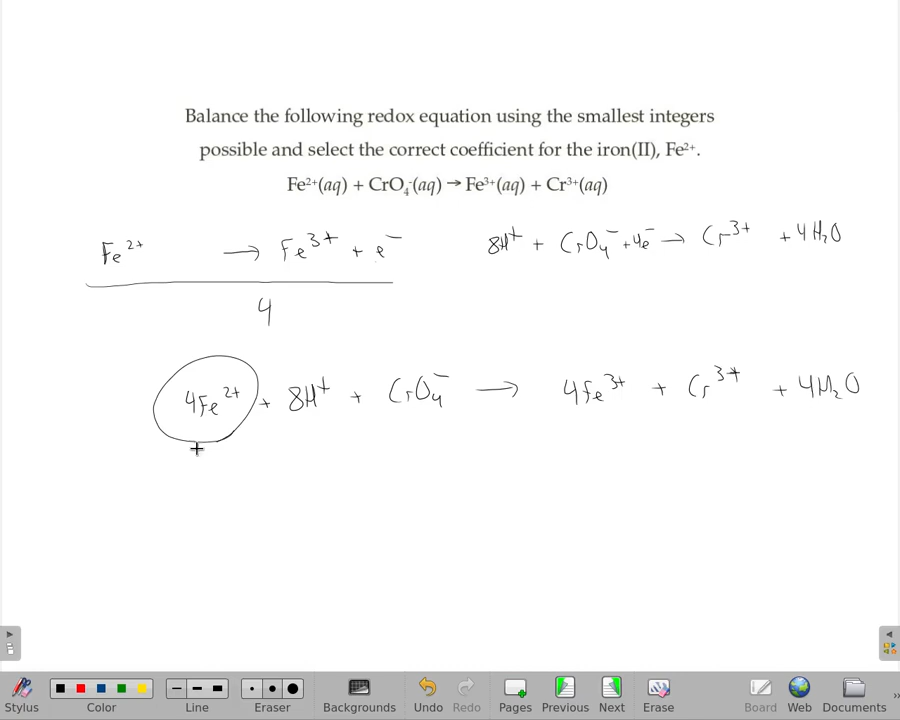 Balance the following redox equation using the smallest integers
possible and select the correct coefficient for the iron(II), Fe²⁺.
Fe²⁺(aq) + CrO₄⁻(aq) → Fe³⁺(aq) + Cr³⁺(aq)
Fe²⁺ → Fe³⁺ + e⁻
8H⁺ + CrO₄⁻ + 4e⁻ → Cr³⁺ + 4H₂O
4
4Fe²⁺ + 8H⁺ + CrO₄⁻ → 4Fe³⁺ + Cr³⁺ + 4H₂O
Stylus Color Line Eraser Backgrounds Undo Redo Pages Previous Next Erase Board Web Documents